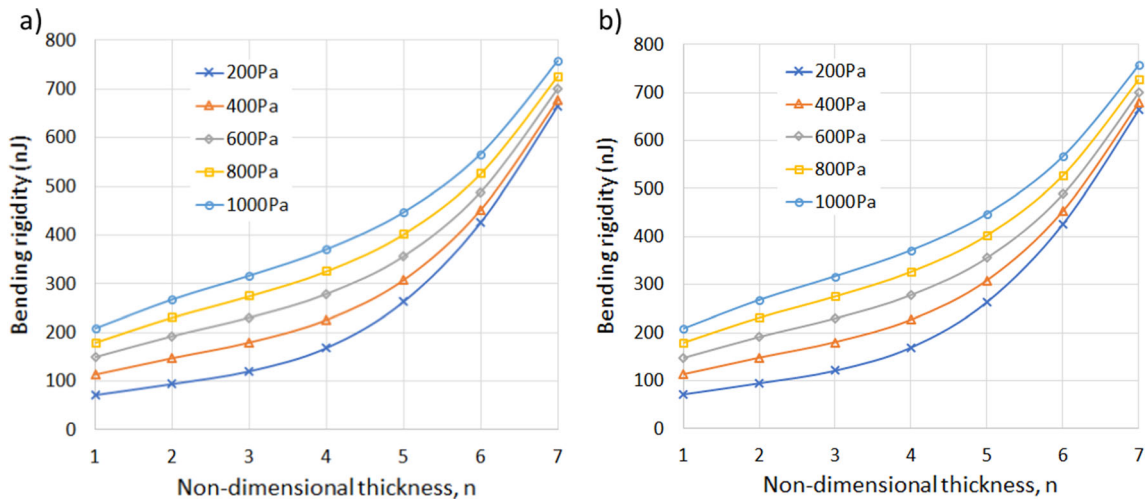 a)
800
700
600
500
400
300
200
100
0
Bending rigidity (nJ)
200Pa
400Pa
600Pa
800Pa
1000Pa
1 2 3 4 5 6 7
Non-dimensional thickness, n
b)
800
700
600
500
400
300
200
100
0
Bending rigidity (nJ)
200Pa
400Pa
600Pa
800Pa
1000Pa
1 2 3 4 5 6 7
Non-dimensional thickness, n